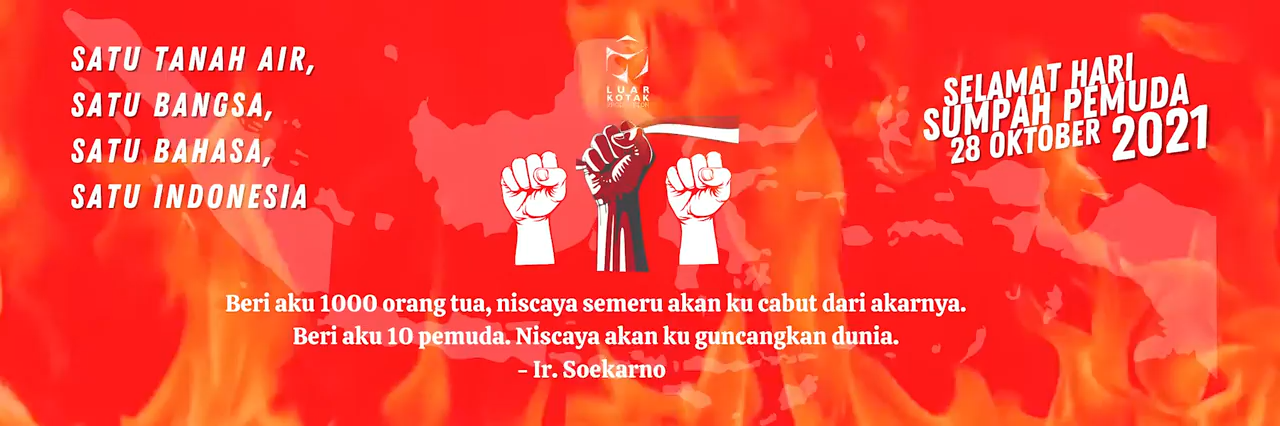 SATU TANAH AIR,
SATU BANGSA,
SATU BAHASA,
SATU INDONESIA
LUAR
KOTAK
SELAMAT HARI
SUMPAH PEMUDA
28 OKTOBER 2021
Beri aku 1000 orang tua, niscaya semeru akan ku cabut dari akarnya.
Beri aku 10 pemuda. Niscaya akan ku guncangkan dunia.
- Ir. Soekarno